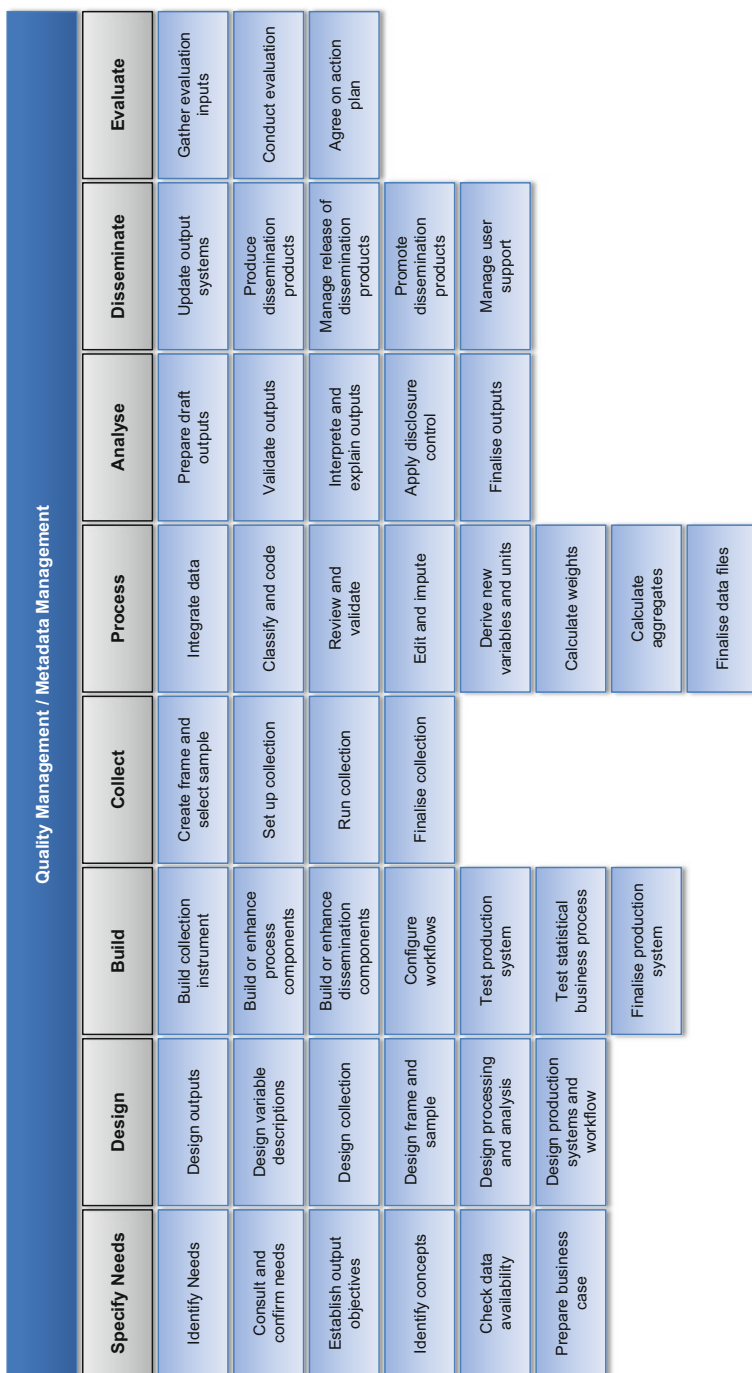 Quality Management / Metadata Management
Specify Needs
Identify Needs
Consult and
confirm needs
Establish output
objectives
Identify concepts
Check data
availability
Prepare business
case
Design
Design outputs
Design variable
descriptions
Design collection
Design frame and
sample
Design processing
and analysis
Design production
systems and
workflow
Build
Build collection
instrument
Build or enhance
process
components
Build or enhance
dissemination
components
Configure
workflows
Test production
system
Test statistical
business process
Finalise production
system
Collect
Create frame and
select sample
Set up collection
Run collection
Finalise collection
Process
Integrate data
Classify and code
Review and
validate
Edit and impute
Derive new
variables and units
Calculate weights
Calculate
aggregates
Finalise data files
Analyse
Prepare draft
outputs
Validate outputs
Interprete and
explain outputs
Apply disclosure
control
Finalise outputs
Disseminate
Update output
systems
Produce
dissemination
products
Manage release of
dissemination
products
Promote
dissemination
products
Manage user
support
Evaluate
Gather evaluation
inputs
Conduct evaluation
Agree on action
plan